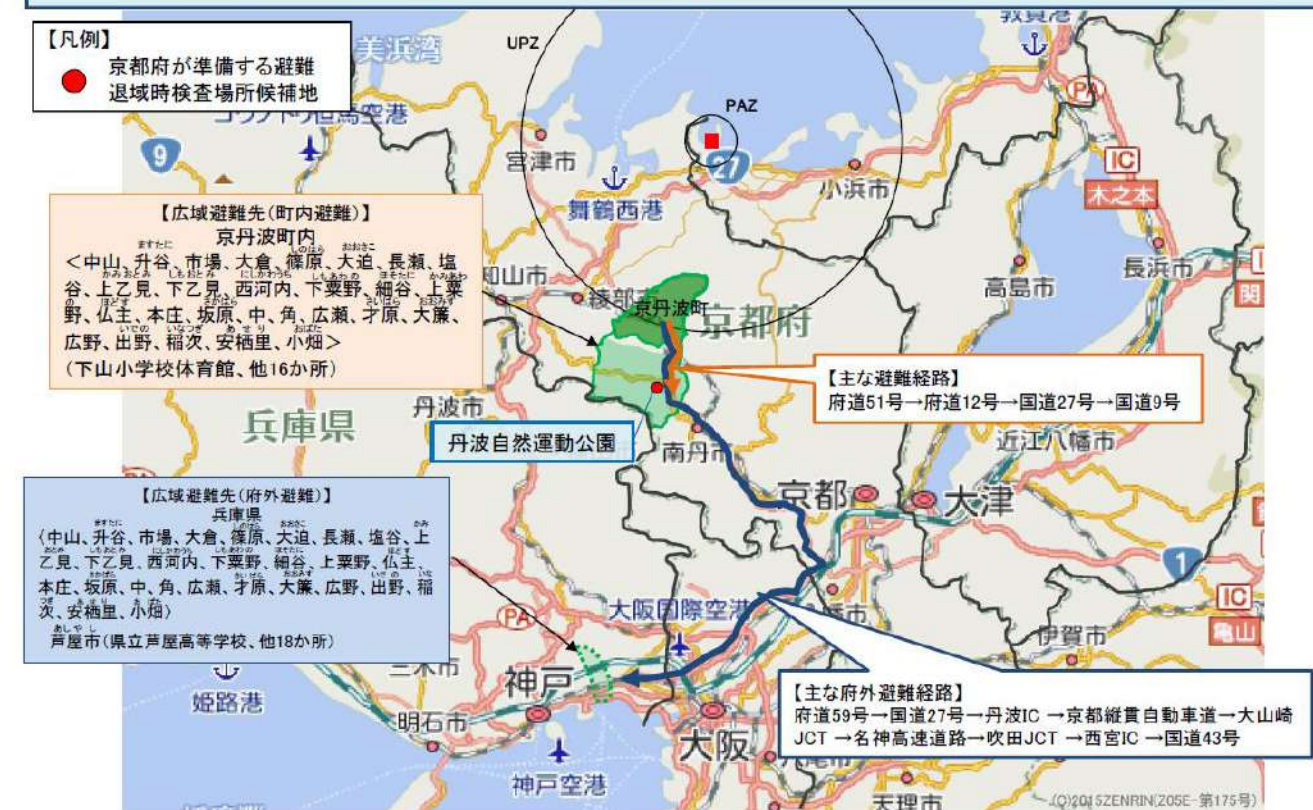 【凡例】
京都府が準備する避難
退域時検査場所候補地
UPZ
PAZ
美浜湾
敦賀港
PA
コウノトリ但馬空港
9
宮津市
27
小浜市
IC
木之本
舞鶴西港
【広域避難先(町内避難)】
京丹波町内
<中山、升谷、市場、大倉、篠原、大迫、長瀬、塩
谷、上乙見、下乙見、西河内、下粟野、細谷、上粟
野、仏主、本庄、坂原、中、角、広瀬、才原、大簾、
広野、出野、稲次、安栖里、小畑>
(下山小学校体育館、他16か所)
知山市
綾部市
京丹波町
京都府
高島市
長浜市
関
【主な避難経路】
府道51号→府道12号→国道27号→国道9号
兵庫県
丹波市
丹波自然運動公園
南丹市
近江八幡市
京都
大津
【広域避難先(府外避難)】
兵庫県
(中山、升谷、市場、大倉、篠原、大迫、長瀬、塩谷、上
乙見、下乙見、西河内、下粟野、細谷、上粟野、仏主、
本庄、坂原、中、角、広瀬、才原、大簾、広野、出野、稲
次、安栖里、小畑)
芦屋市(県立芦屋高等学校、他18か所)
1
PA
大阪国際空港
幡市
伊賀市
IC
亀山
三木市
神戸
姫路港
明石市
大阪
八尾市
神戸空港
天理市
【主な府外避難経路】
府道59号→国道27号→丹波IC →京都縦貫自動車道→大山崎
JCT →名神高速道路→吹田JCT →西宮IC →国道43号
(C)2015ZENRIN(Z05E-第175号)